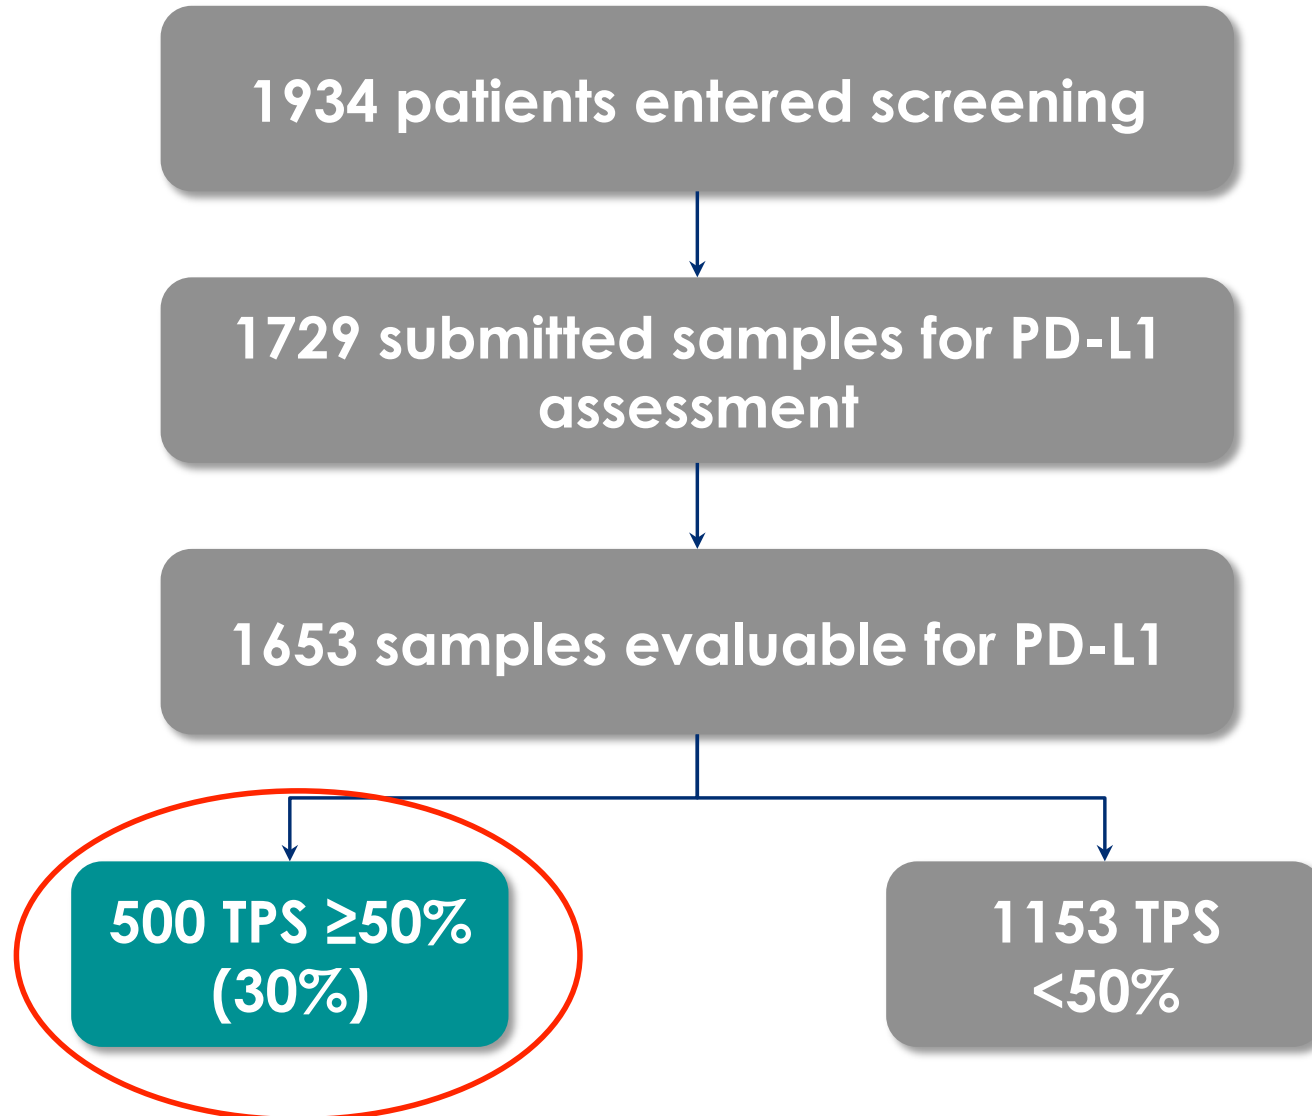 1934 patients entered screening
1729 submitted samples for PD-L1
assessment
1653 samples evaluable for PD-L1
500 TPS ≥50%
(30%)
1153 TPS
<50%